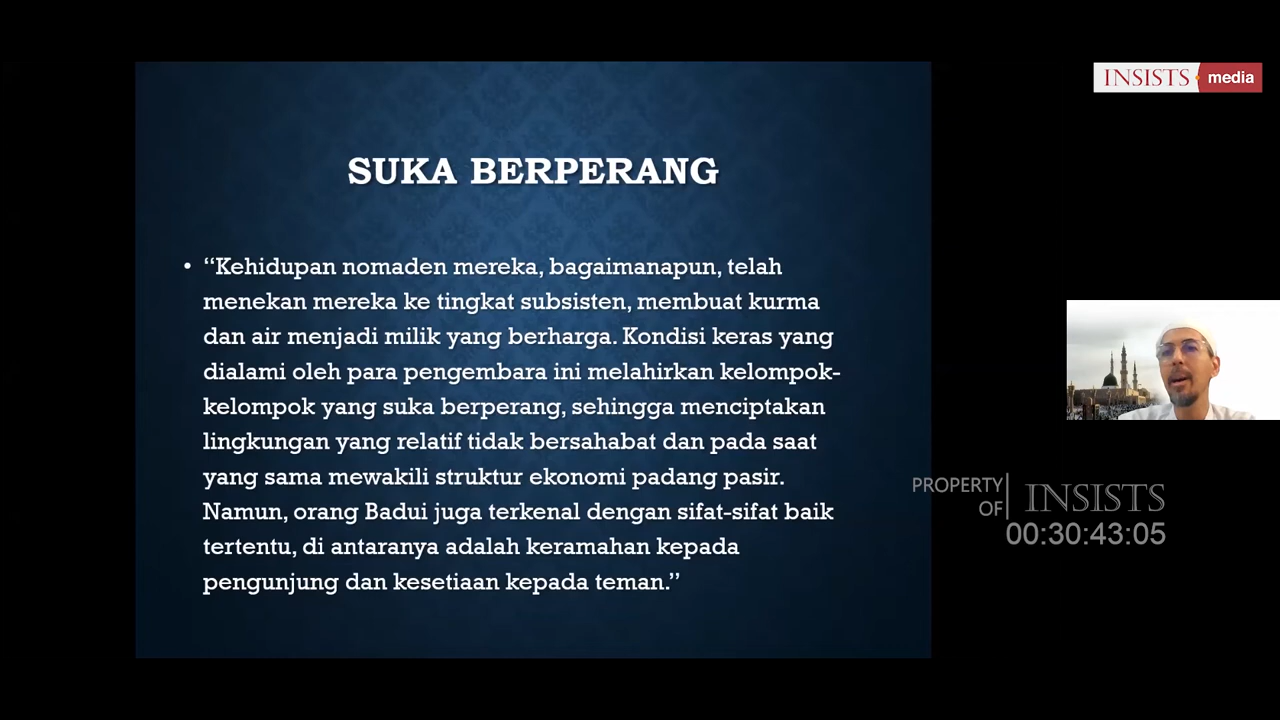 INSISTS media
SUKA BERPERANG
• “Kehidupan nomaden mereka, bagaimanapun, telah
menekan mereka ke tingkat subsisten, membuat kurma
dan air menjadi milik yang berharga. Kondisi keras yang
dialami oleh para pengembara ini melahirkan kelompok-
kelompok yang suka berperang, sehingga menciptakan
lingkungan yang relatif tidak bersahabat dan pada saat
yang sama mewakili struktur ekonomi padang pasir.
Namun, orang Badui juga terkenal dengan sifat-sifat baik
tertentu, di antaranya adalah keramahan kepada
pengunjung dan kesetiaan kepada teman.”
PROPERTY
OF
INSISTS
00:30:43:05